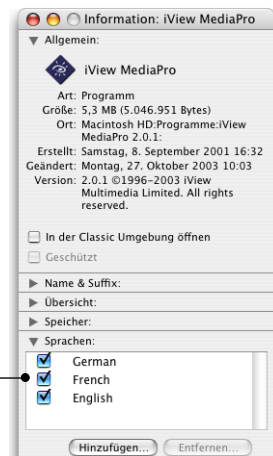 Information: iView MediaPro
Allgemein:
iView MediaPro
Art: Programm
Größe: 5,3 MB (5.046.951 Bytes)
Ort: Macintosh HD:Programme:iView
MediaPro 2.0.1:
Erstellt: Samstag, 8. September 2001 16:32
Geändert: Montag, 27. Oktober 2003 10:03
Version: 2.0.1 ©1996–2003 iView
Multimedia Limited. All rights
reserved.
In der Classic Umgebung öffnen
Geschützt
Name & Suffix:
Übersicht:
Speicher:
Sprachen:
German
French
English
Hinzufügen... Entfernen...